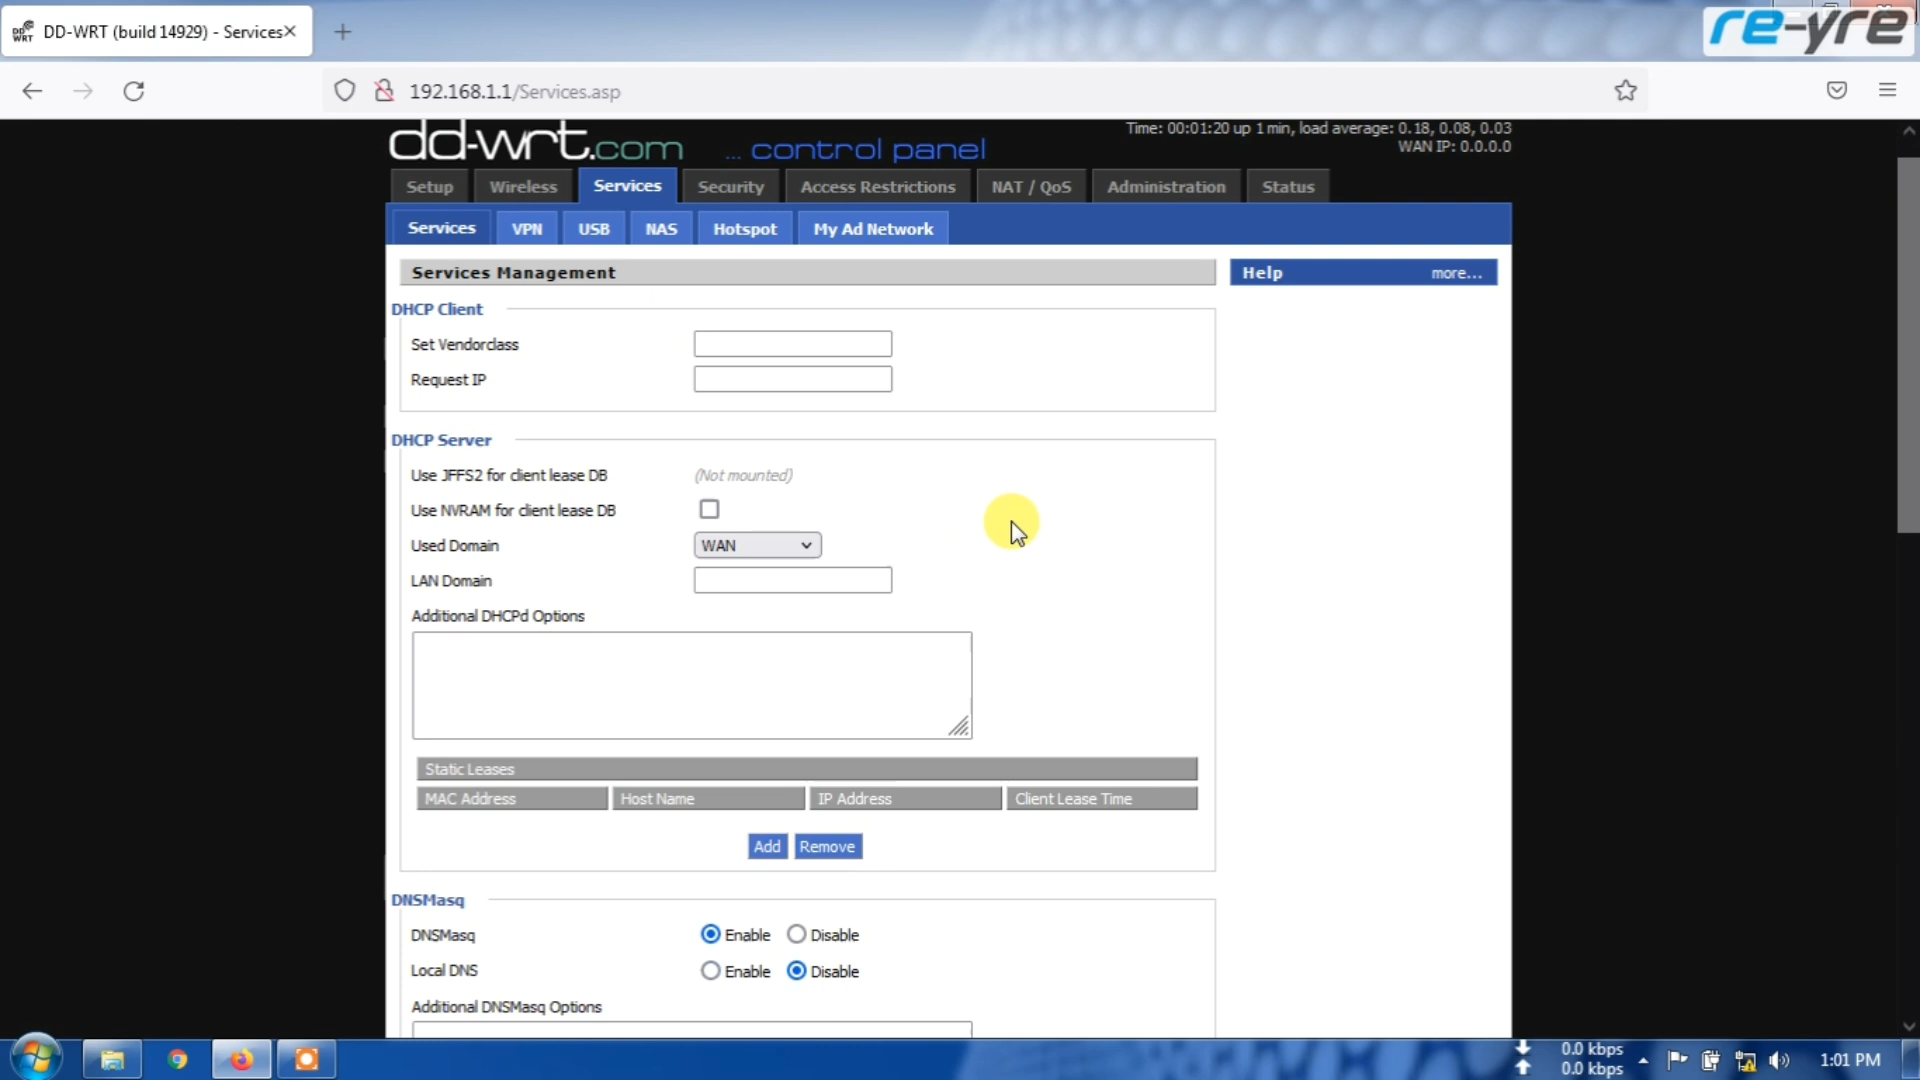 DD-WRT (build 14929) - Services
re-yre
192.168.1.1/Services.asp
dd-wrt.com ... control panel
Time: 00:01:20 up 1 min, load average: 0.18, 0.08, 0.03
WAN IP: 0.0.0.0
Setup Wireless Services Security Access Restrictions NAT / QoS Administration Status
Services VPN USB NAS Hotspot My Ad Network
Services Management
Help more...
DHCP Client
Set Vendorclass
Request IP
DHCP Server
Use JFFS2 for client lease DB (Not mounted)
Use NVRAM for client lease DB
Used Domain WAN
LAN Domain
Additional DHCPd Options
Static Leases
MAC Address Host Name IP Address Client Lease Time
Add Remove
DNSMasq
DNSMasq Enable Disable
Local DNS Enable Disable
Additional DNSMasq Options
0.0 kbps
0.0 kbps
1:01 PM